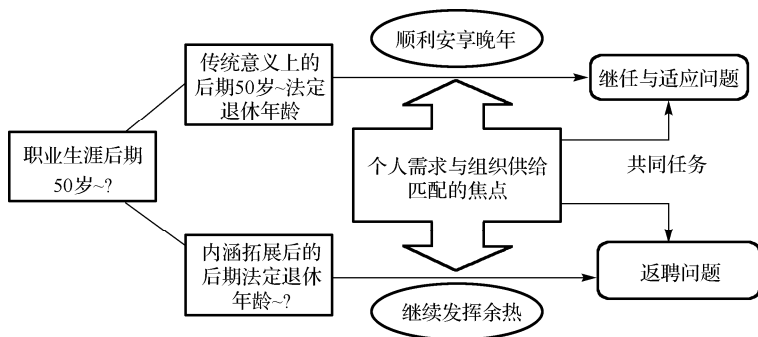 顺利安享晚年
传统意义上的
后期50岁~法定
退休年龄
继任与适应问题
职业生涯后期
50岁~?
个人需求与组织供给
匹配的焦点
共同任务
内涵拓展后的
后期法定退休
年龄~?
返聘问题
继续发挥余热